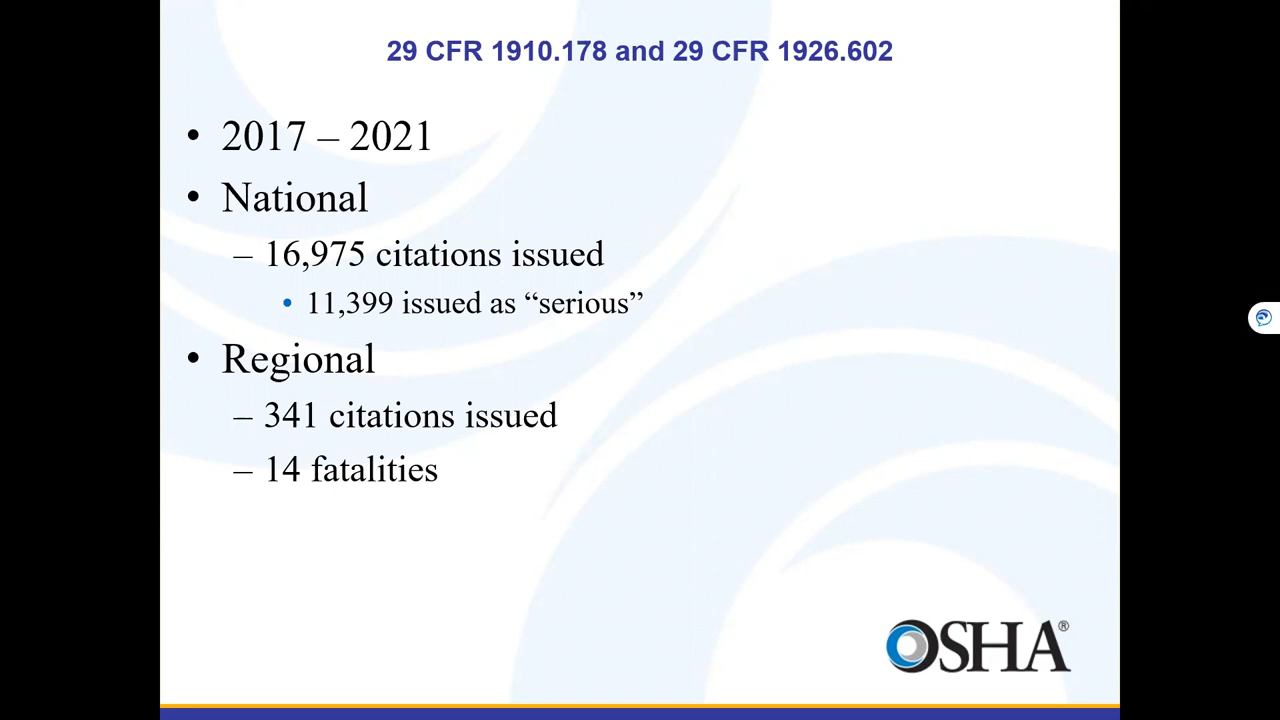 29 CFR 1910.178 and 29 CFR 1926.602
• 2017 – 2021
• National
– 16,975 citations issued
• 11,399 issued as “serious”
• Regional
– 341 citations issued
– 14 fatalities
OSHA®